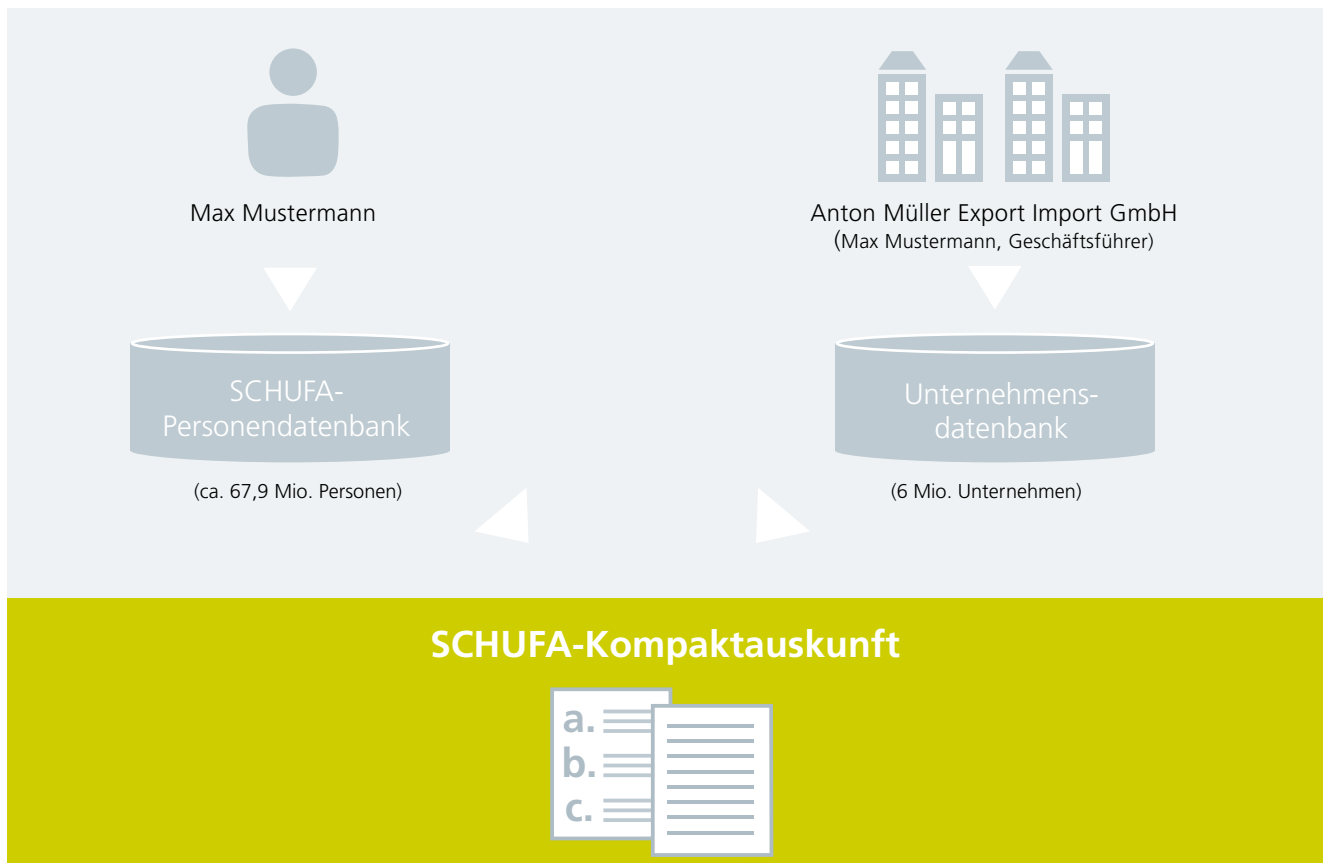 Max Mustermann
Anton Müller Export Import GmbH
(Max Mustermann, Geschäftsführer)
SCHUFA-
Personendatenbank
(ca. 67,9 Mio. Personen)
Unternehmens-
datenbank
(6 Mio. Unternehmen)
SCHUFA-Kompaktauskunft
a.
b.
c.